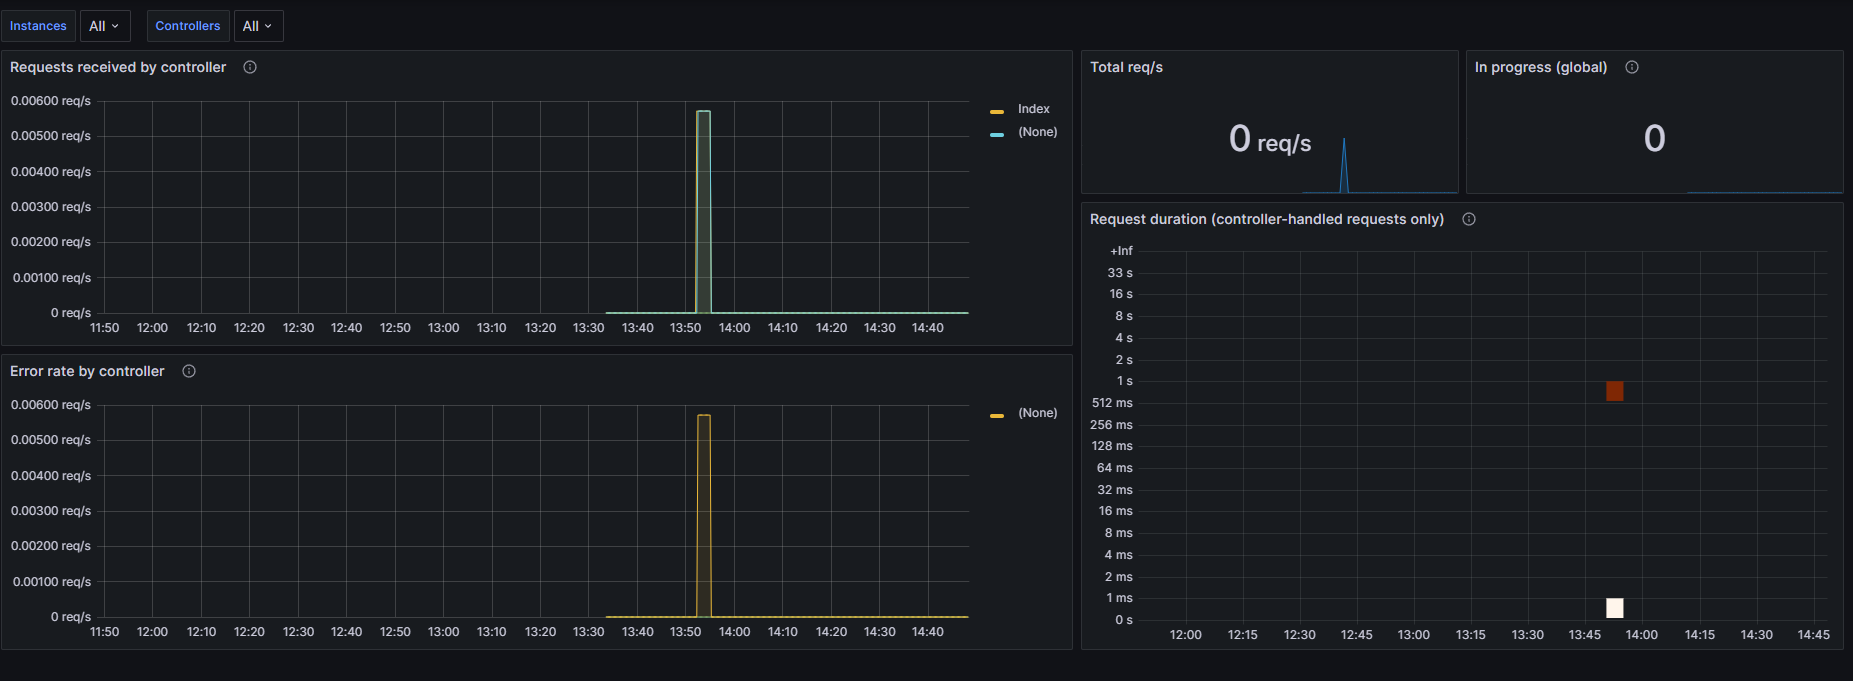 Instances All Controllers All
Requests received by controller
0.00600 req/s
0.00500 req/s
0.00400 req/s
0.00300 req/s
0.00200 req/s
0.00100 req/s
0 req/s
11:50 12:00 12:10 12:20 12:30 12:40 12:50 13:00 13:10 13:20 13:30 13:40 13:50 14:00 14:10 14:20 14:30 14:40
Index
(None)
Total req/s
0 req/s
In progress (global)
0
Error rate by controller
0.00600 req/s
0.00500 req/s
0.00400 req/s
0.00300 req/s
0.00200 req/s
0.00100 req/s
0 req/s
11:50 12:00 12:10 12:20 12:30 12:40 12:50 13:00 13:10 13:20 13:30 13:40 13:50 14:00 14:10 14:20 14:30 14:40
(None)
Request duration (controller-handled requests only)
+Inf
33 s
16 s
8 s
4 s
2 s
1 s
512 ms
256 ms
128 ms
64 ms
32 ms
16 ms
8 ms
4 ms
2 ms
1 ms
0 s
12:00 12:15 12:30 12:45 13:00 13:15 13:30 13:45 14:00 14:15 14:30 14:45